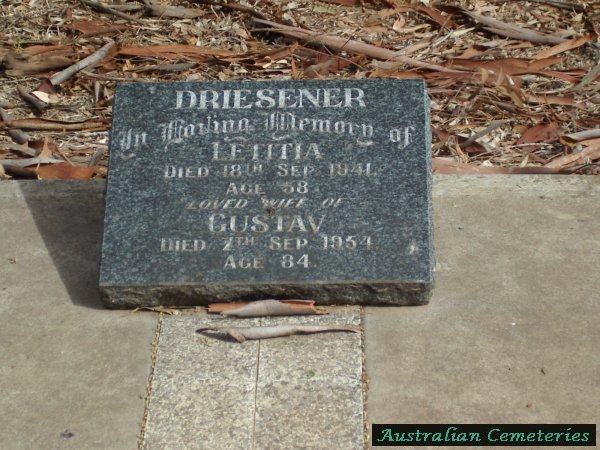 DRIESENER
In Loving Memory of
LETITIA
DIED 18TH SEP 1941.
AGE 58
LOVED WIFE OF
GUSTAV
DIED 7TH SEP 1954
AGE 84
Australian Cemeteries